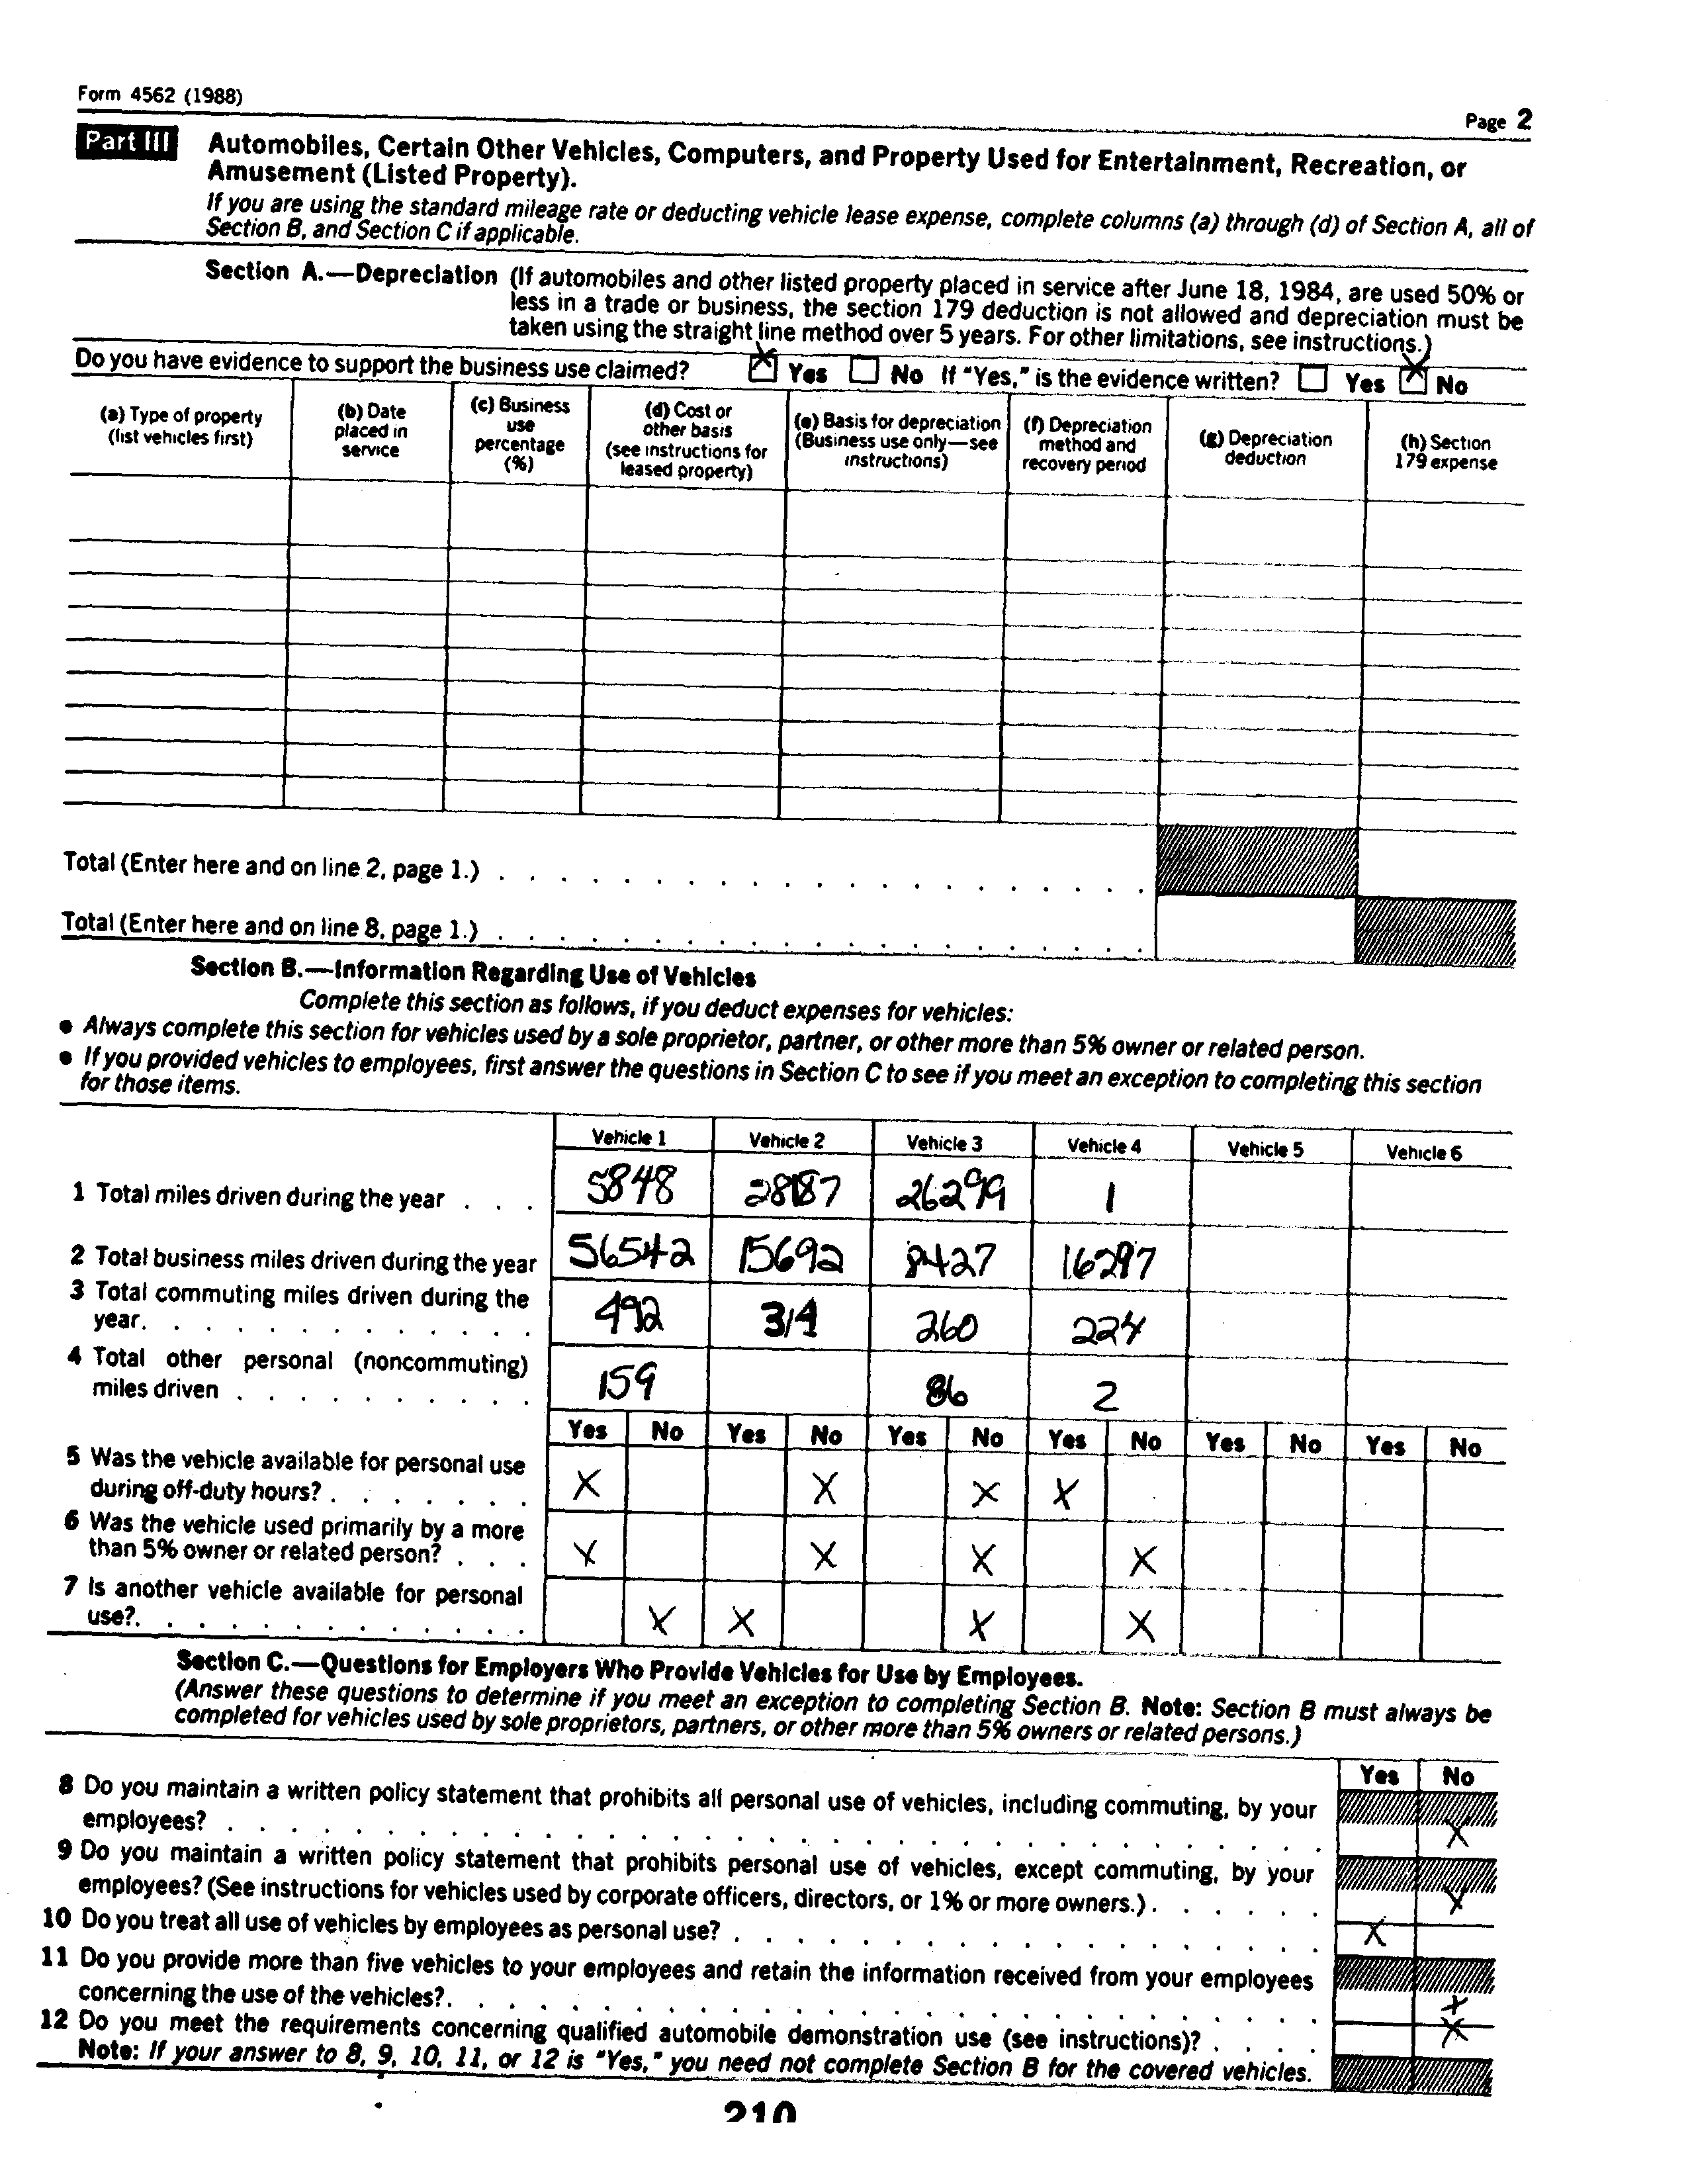 Form 4562 (1988)
Page 2
Part III Automobiles, Certain Other Vehicles, Computers, and Property Used for Entertainment, Recreation, or
Amusement (Listed Property).
If you are using the standard mileage rate or deducting vehicle lease expense, complete columns (a) through (d) of Section A, all of
Section B, and Section C if applicable.
Section A.—Depreciation (If automobiles and other listed property placed in service after June 18, 1984, are used 50% or
less in a trade or business, the section 179 deduction is not allowed and depreciation must be
taken using the straight line method over 5 years. For other limitations, see instructions.)
Do you have evidence to support the business use claimed? X Yes No If "Yes," is the evidence written? Yes X No
(a) Type of property
(list vehicles first)
(b) Date
placed in
service
(c) Business
use
percentage
(%)
(d) Cost or
other basis
(see instructions for
leased property)
(e) Basis for depreciation
(Business use only—see
instructions)
(f) Depreciation
method and
recovery period
(g) Depreciation
deduction
(h) Section
179 expense
Total (Enter here and on line 2, page 1.) . . . . . . . . . . . . . . . . . . . . .
Total (Enter here and on line 8, page 1.) . . . . . . . . . . . . . . . . . . . . .
Section B.—Information Regarding Use of Vehicles
Complete this section as follows, if you deduct expenses for vehicles:
● Always complete this section for vehicles used by a sole proprietor, partner, or other more than 5% owner or related person.
● If you provided vehicles to employees, first answer the questions in Section C to see if you meet an exception to completing this section
for those items.
Vehicle 1 Vehicle 2 Vehicle 3 Vehicle 4 Vehicle 5 Vehicle 6
1 Total miles driven during the year . . . 5848 28187 26299 1
2 Total business miles driven during the year 56542 15692 8427 16297
3 Total commuting miles driven during the
year. . . . . . . . . . . . . 492 314 260 224
4 Total other personal (noncommuting)
miles driven . . . . . . . . . . 159 86 2
Yes No Yes No Yes No Yes No Yes No Yes No
5 Was the vehicle available for personal use
during off-duty hours? . . . . . . . X X X X
6 Was the vehicle used primarily by a more
than 5% owner or related person? . . . X X X X
7 Is another vehicle available for personal
use?. . . . . . . . . . . . . X X X X
Section C.—Questions for Employers Who Provide Vehicles for Use by Employees.
(Answer these questions to determine if you meet an exception to completing Section B. Note: Section B must always be
completed for vehicles used by sole proprietors, partners, or other more than 5% owners or related persons.)
Yes No
8 Do you maintain a written policy statement that prohibits all personal use of vehicles, including commuting, by your
employees? . . . . . . . . . . . . . . . . . . . . . . . . . . . . . . . . . . X
9 Do you maintain a written policy statement that prohibits personal use of vehicles, except commuting, by your
employees? (See instructions for vehicles used by corporate officers, directors, or 1% or more owners.) . . . . . . X
10 Do you treat all use of vehicles by employees as personal use? . . . . . . . . . . . . . . . . . . . X
11 Do you provide more than five vehicles to your employees and retain the information received from your employees
concerning the use of the vehicles?. . . . . . . . . . . . . . . . . . . . . . . . . . . . X
12 Do you meet the requirements concerning qualified automobile demonstration use (see instructions)? . . . . X
Note: If your answer to 8, 9, 10, 11, or 12 is "Yes," you need not complete Section B for the covered vehicles.
210